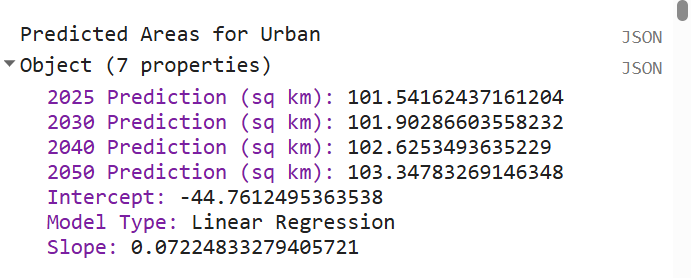 Predicted Areas for Urban JSON
Object (7 properties) JSON
2025 Prediction (sq km): 101.54162437161204
2030 Prediction (sq km): 101.90286603558232
2040 Prediction (sq km): 102.6253493635229
2050 Prediction (sq km): 103.34783269146348
Intercept: -44.7612495363538
Model Type: Linear Regression
Slope: 0.07224833279405721